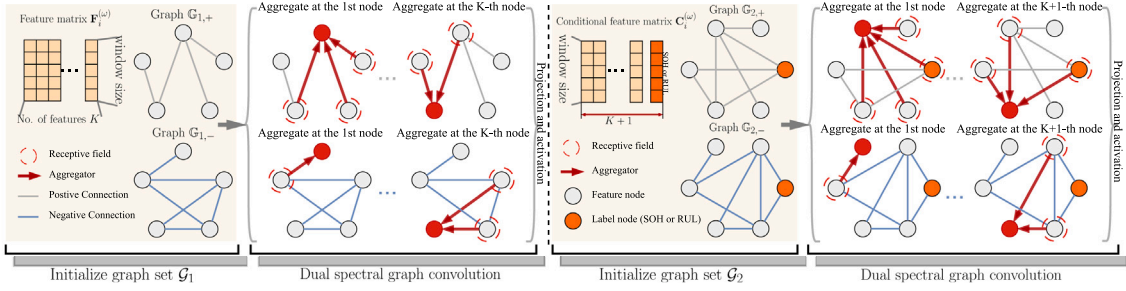 Feature matrix F_i^(ω)
Graph 𝔾_{1,+}
window size
No. of features K
Graph 𝔾_{1,−}
Receptive field
Aggregator
Postive Connection
Negative Connection
Initialize graph set 𝒢_1
Aggregate at the 1st node
Aggregate at the K-th node
...
Aggregate at the 1st node
Aggregate at the K-th node
...
Projection and activation
Dual spectral graph convolution
Conditional feature matrix C_i^(ω)
Graph 𝔾_{2,+}
window size
SOH or RUL
K + 1
Graph 𝔾_{2,−}
Receptive field
Aggregator
Feature node
Label node (SOH or RUL)
Initialize graph set 𝒢_2
Aggregate at the 1st node
Aggregate at the K+1-th node
...
Aggregate at the 1st node
Aggregate at the K+1-th node
...
Projection and activation
Dual spectral graph convolution